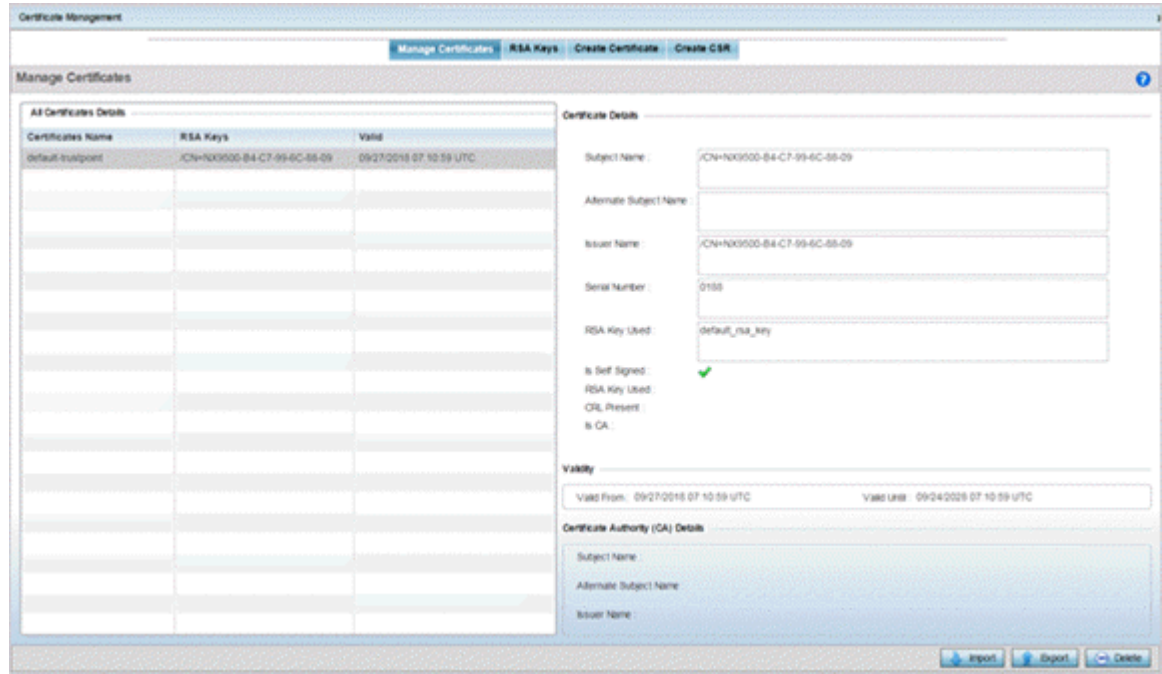 Certificate Management
Manage Certificates RSA Keys Create Certificate Create CSR
Manage Certificates
All Certificates Details
Certificates Name RSA Keys Valid
default-trustpoint /CN=NX9500-B4-C7-99-6C-88-09 09/27/2018 07:10:59 UTC
Certificate Details
Subject Name : /CN=NX9500-B4-C7-99-6C-88-09
Alternate Subject Name :
Issuer Name : /CN=NX9500-B4-C7-99-6C-88-09
Serial Number : 0188
RSA Key Used : default_rsa_key
Is Self Signed :
RSA Key Used :
CRL Present :
Is CA :
Validity
Valid From : 09/27/2018 07:10:59 UTC Valid Until : 09/24/2028 07:10:59 UTC
Certificate Authority (CA) Details
Subject Name :
Alternate Subject Name
Issuer Name :
Import Export Delete